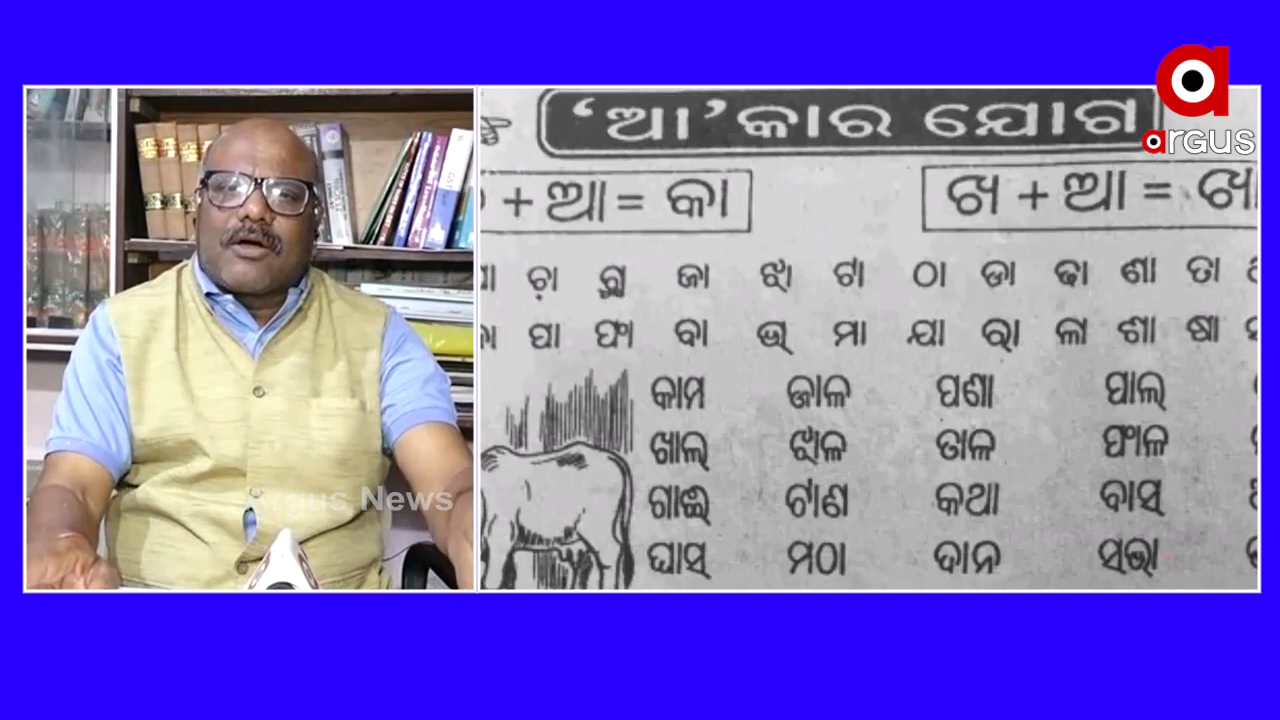 argus
‘ଆ’କାର ଯୋଗ
+ ଆ = କା
ଖ + ଆ = ଖା
ଚା ଛା ଜା ଝା ଟା ଠା ଡା ଢା ଣା ତା
ପା ଫା ବା ଭ୍ ମା ଯା ରା ଳା ଶା ଷା
କାମ ଜାଲ ପଣା ପାଲ୍
ଖାଲ୍ ଝାଳ ତାଳ ଫାଳ
ଗାଈ ଟାଣ କଥା ବାସ୍
ଘାସ୍ ମଠା ଦାନ ସଭା
Argus News